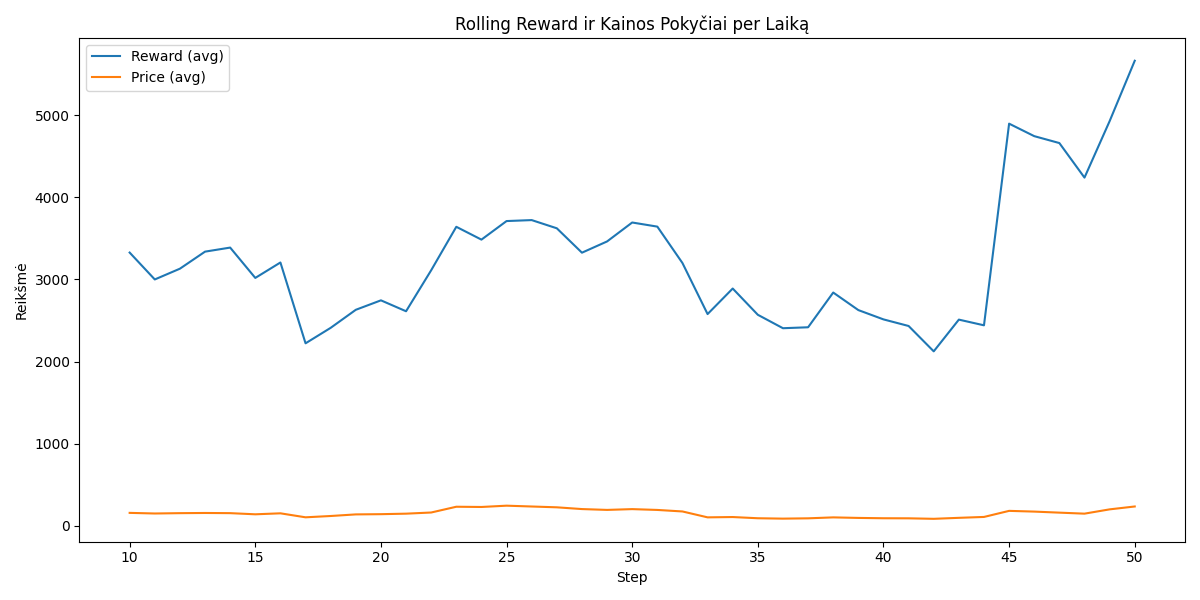 Rolling Reward ir Kainos Pokyčiai per Laiką
Reward (avg)
Price (avg)
Reikšmė
5000
4000
3000
2000
1000
0
10 15 20 25 30 35 40 45 50
Step